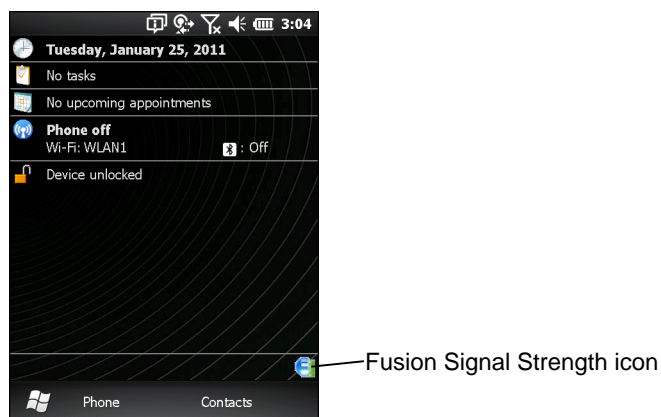 3:04
Tuesday, January 25, 2011
No tasks
No upcoming appointments
Phone off
Wi-Fi: WLAN1 : Off
Device unlocked
Fusion Signal Strength icon
Phone Contacts